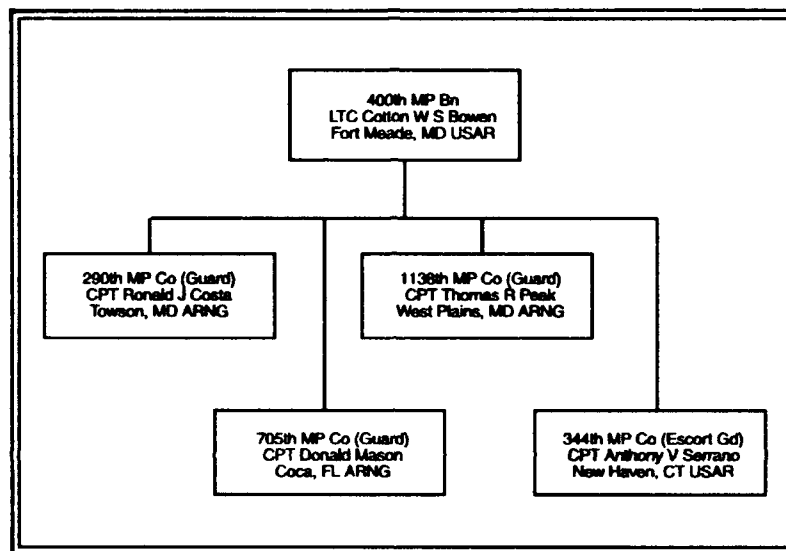 400th MP Bn
LTC Cotton W S Bowen
Fort Meade, MD USAR
290th MP Co (Guard)
CPT Ronald J Costa
Towson, MD ARNG
1138th MP Co (Guard)
CPT Thomas R Peak
West Plains, MD ARNG
705th MP Co (Guard)
CPT Donald Mason
Coca, FL ARNG
344th MP Co (Escort Gd)
CPT Anthony V Serrano
New Haven, CT USAR